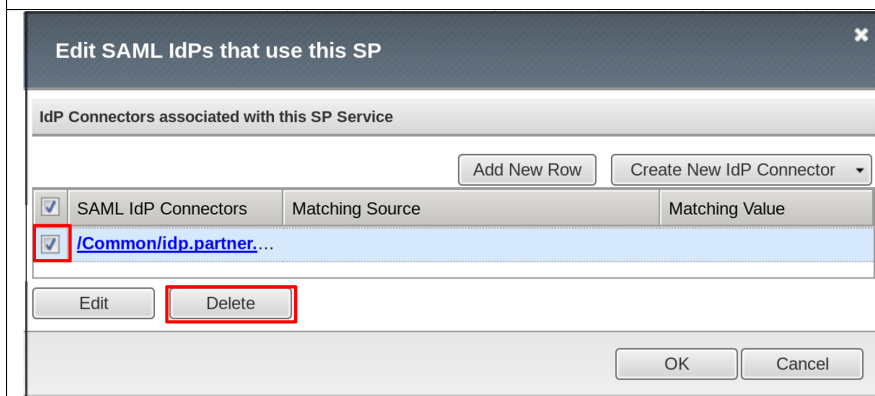 Edit SAML IdPs that use this SP
IdP Connectors associated with this SP Service
Add New Row Create New IdP Connector
SAML IdP Connectors Matching Source Matching Value
/Common/idp.partner....
Edit Delete
OK Cancel